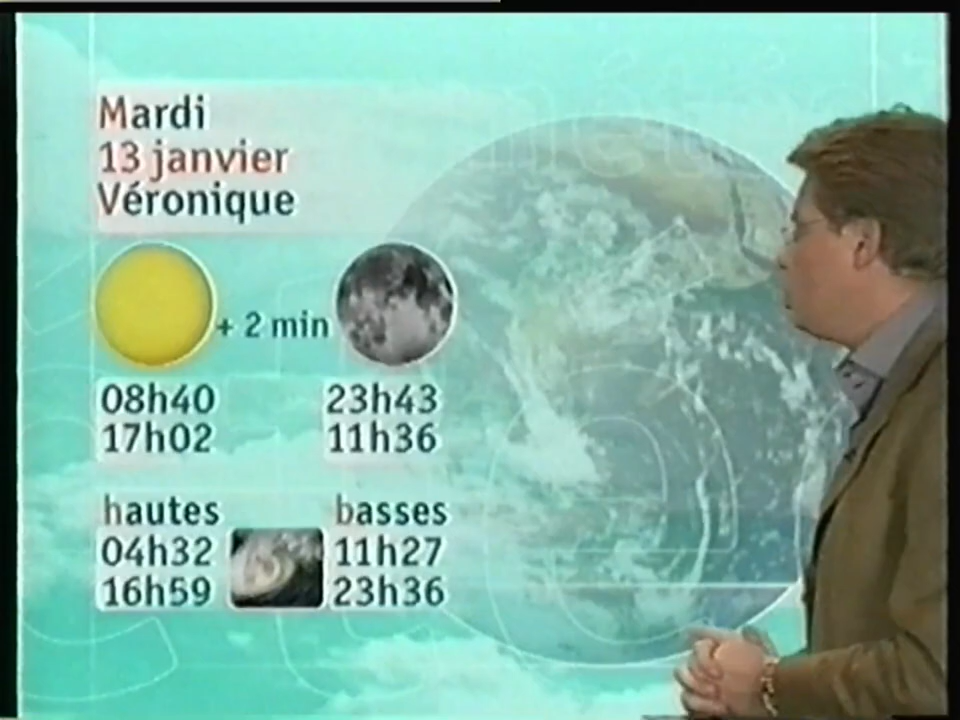 Mardi
13 janvier
Véronique
+ 2 min
08h40 23h43
17h02 11h36
hautes basses
04h32 11h27
16h59 23h36